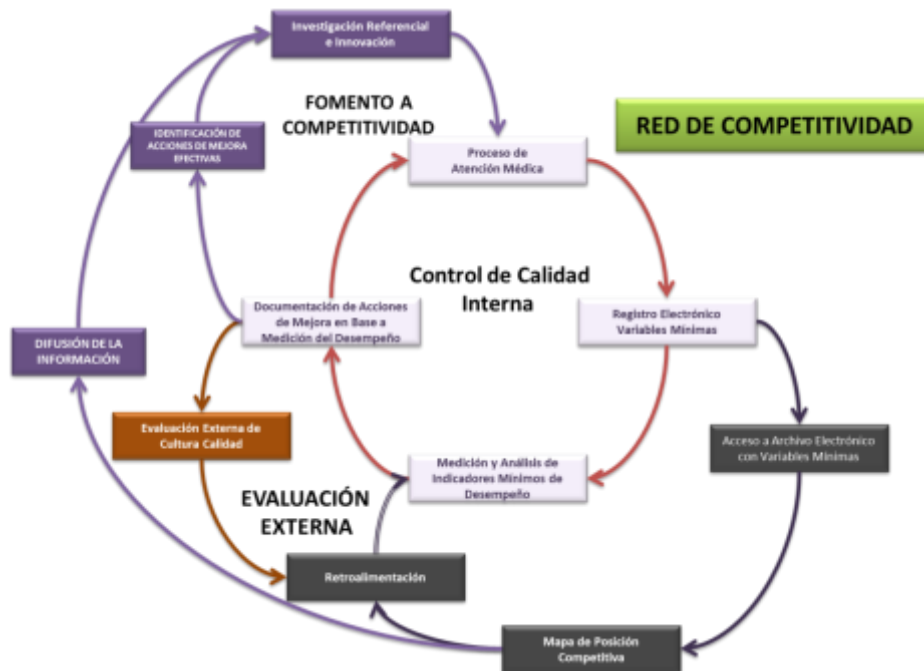 Investigación Referencial
e Innovación
FOMENTO A
COMPETITIVIDAD
RED DE COMPETITIVIDAD
IDENTIFICACIÓN DE
ACCIONES DE MEJORA
EFECTIVAS
Proceso de
Atención Médica
Control de Calidad
Interna
Documentación de Acciones
de Mejora en Base a
Medición del Desempeño
Registro Electrónico
Variables Mínimas
DIFUSIÓN DE LA
INFORMACIÓN
Evaluación Externa de
Cultura Calidad
Acceso a Archivo Electrónico
con Variables Mínimas
Medición y Análisis de
Indicadores Mínimos de
Desempeño
EVALUACIÓN
EXTERNA
Retroalimentación
Mapa de Posición
Competitiva